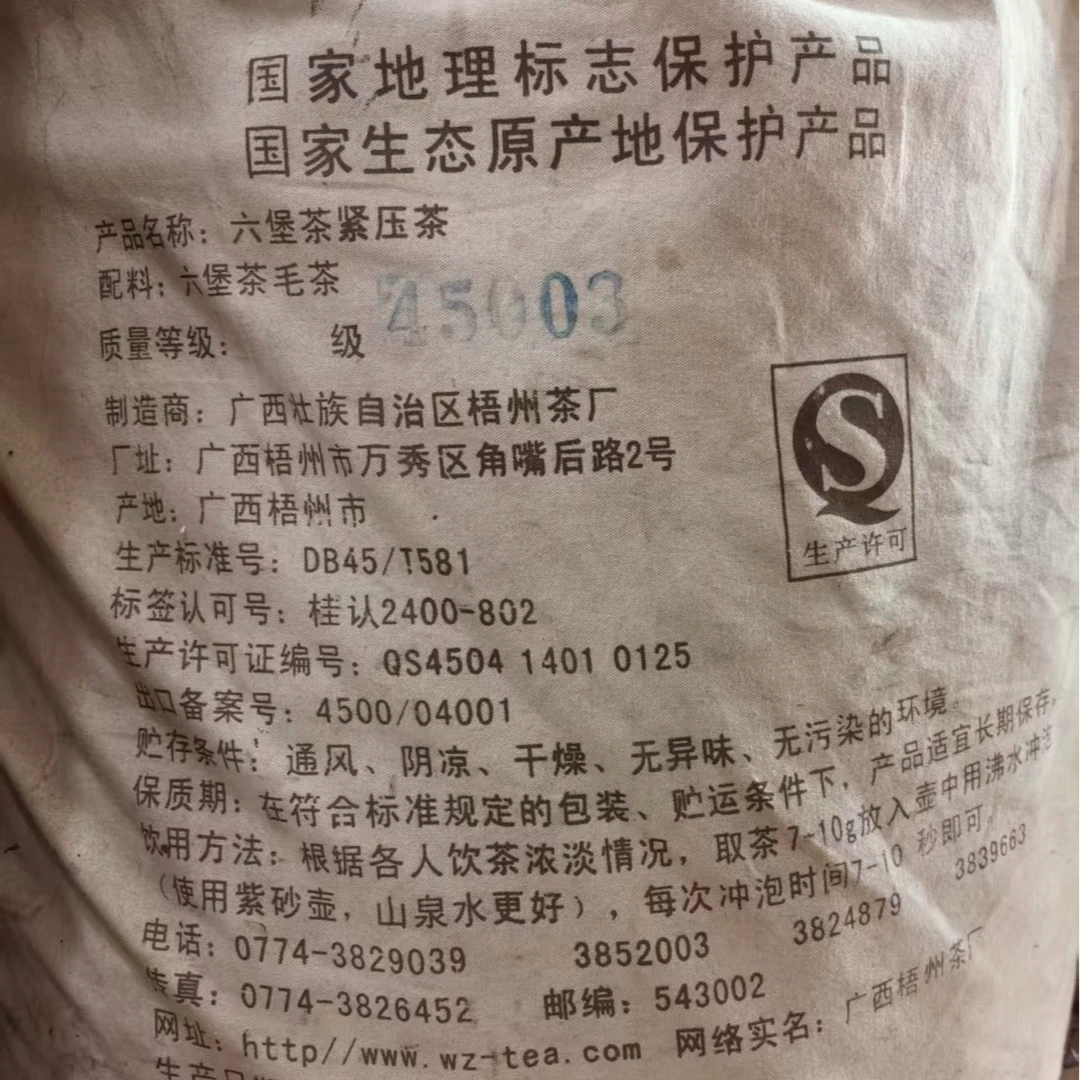 国家地理标志保护产品
国家生态原产地保护产品
产品名称：六堡茶紧压茶
配料：六堡茶毛茶
45003
质量等级： 级
制造商：广西壮族自治区梧州茶厂
厂址：广西梧州市万秀区角嘴后路2号
产地：广西梧州市
QS
生产许可
生产标准号：DB45/T581
标签认可号：桂认2400-802
生产许可证编号：QS4504 1401 0125
出口备案号：4500/04001
贮存条件：通风、阴凉、干燥、无异味、无污染的环境。
保质期：在符合标准规定的包装、贮运条件下，产品适宜长期保存。
饮用方法：根据各人饮茶浓淡情况，取茶7-10g放入壶中用沸水冲泡
（使用紫砂壶，山泉水更好），每次冲泡时间7-10 秒即可。
电话：0774-3829039 3852003 3824879 3839663
传真：0774-3826452 邮编：543002
网址：http//www.wz-tea.com 网络实名：广西梧州茶厂
生产日期